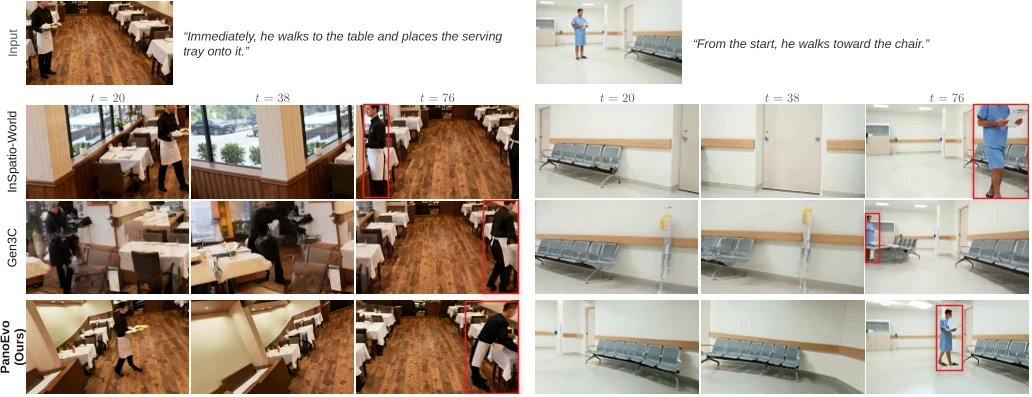 Input
“Immediately, he walks to the table and places the serving
tray onto it.”
“From the start, he walks toward the chair.”
t = 20
t = 38
t = 76
t = 20
t = 38
t = 76
InSpatio-World
Gen3C
PanoEvo
(Ours)